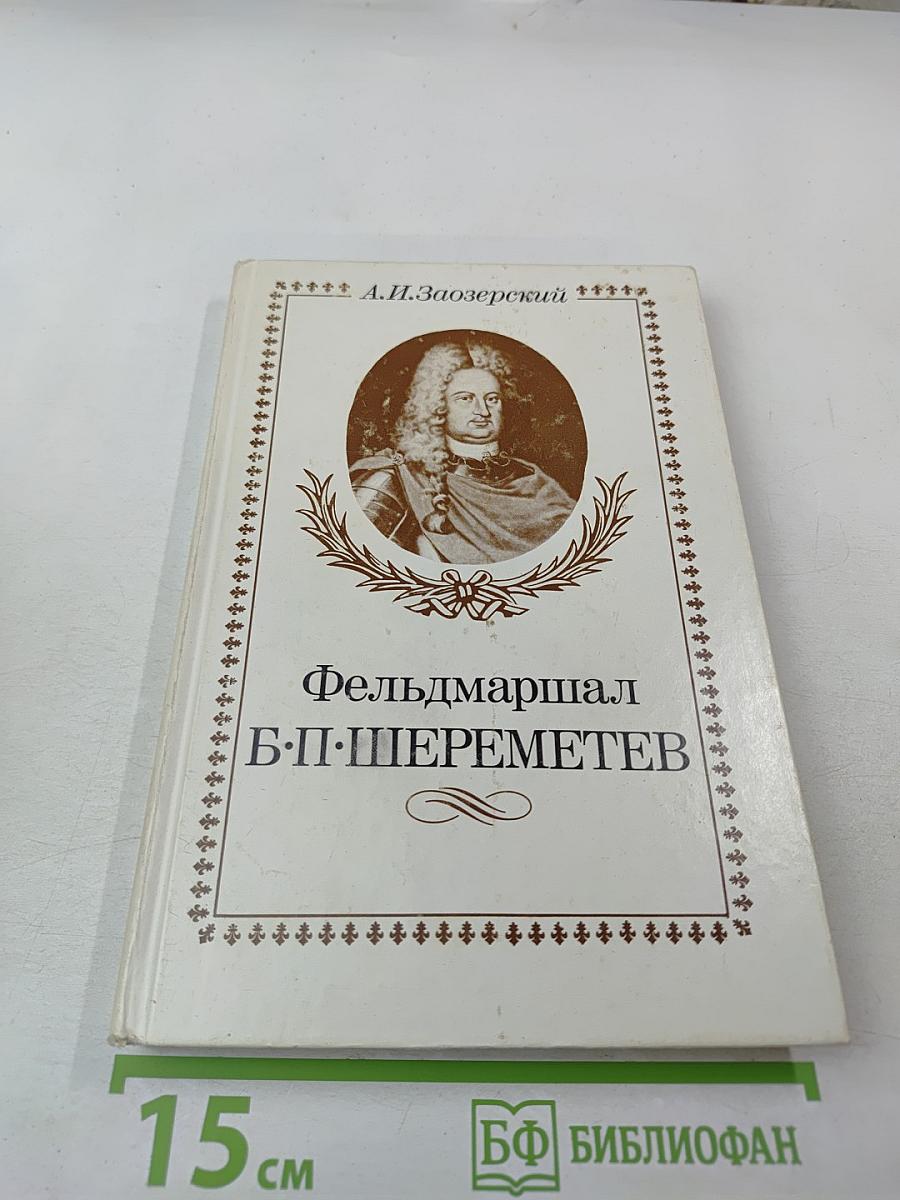 А.И.Заозерский
Фельдмаршал
Б·П·ШЕРЕМЕТЕВ
15 см
БФ БИБЛИОФАН